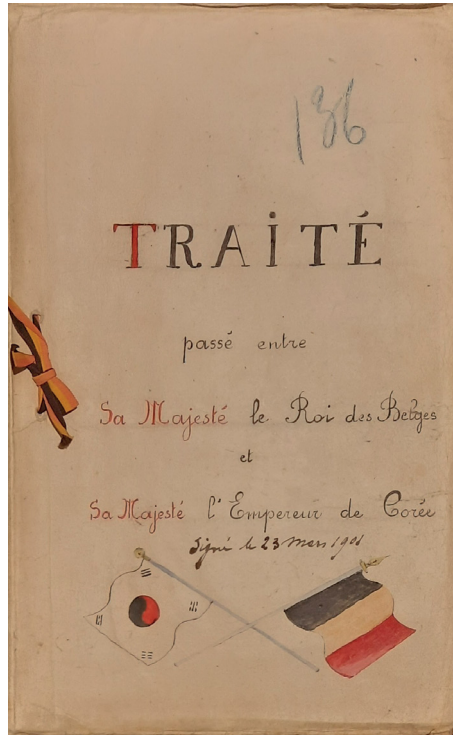 136
TRAITÉ
passé entre
Sa Majesté le Roi des Belges
et
Sa Majesté l'Empereur de Corée
Signé le 23 Mars 1901